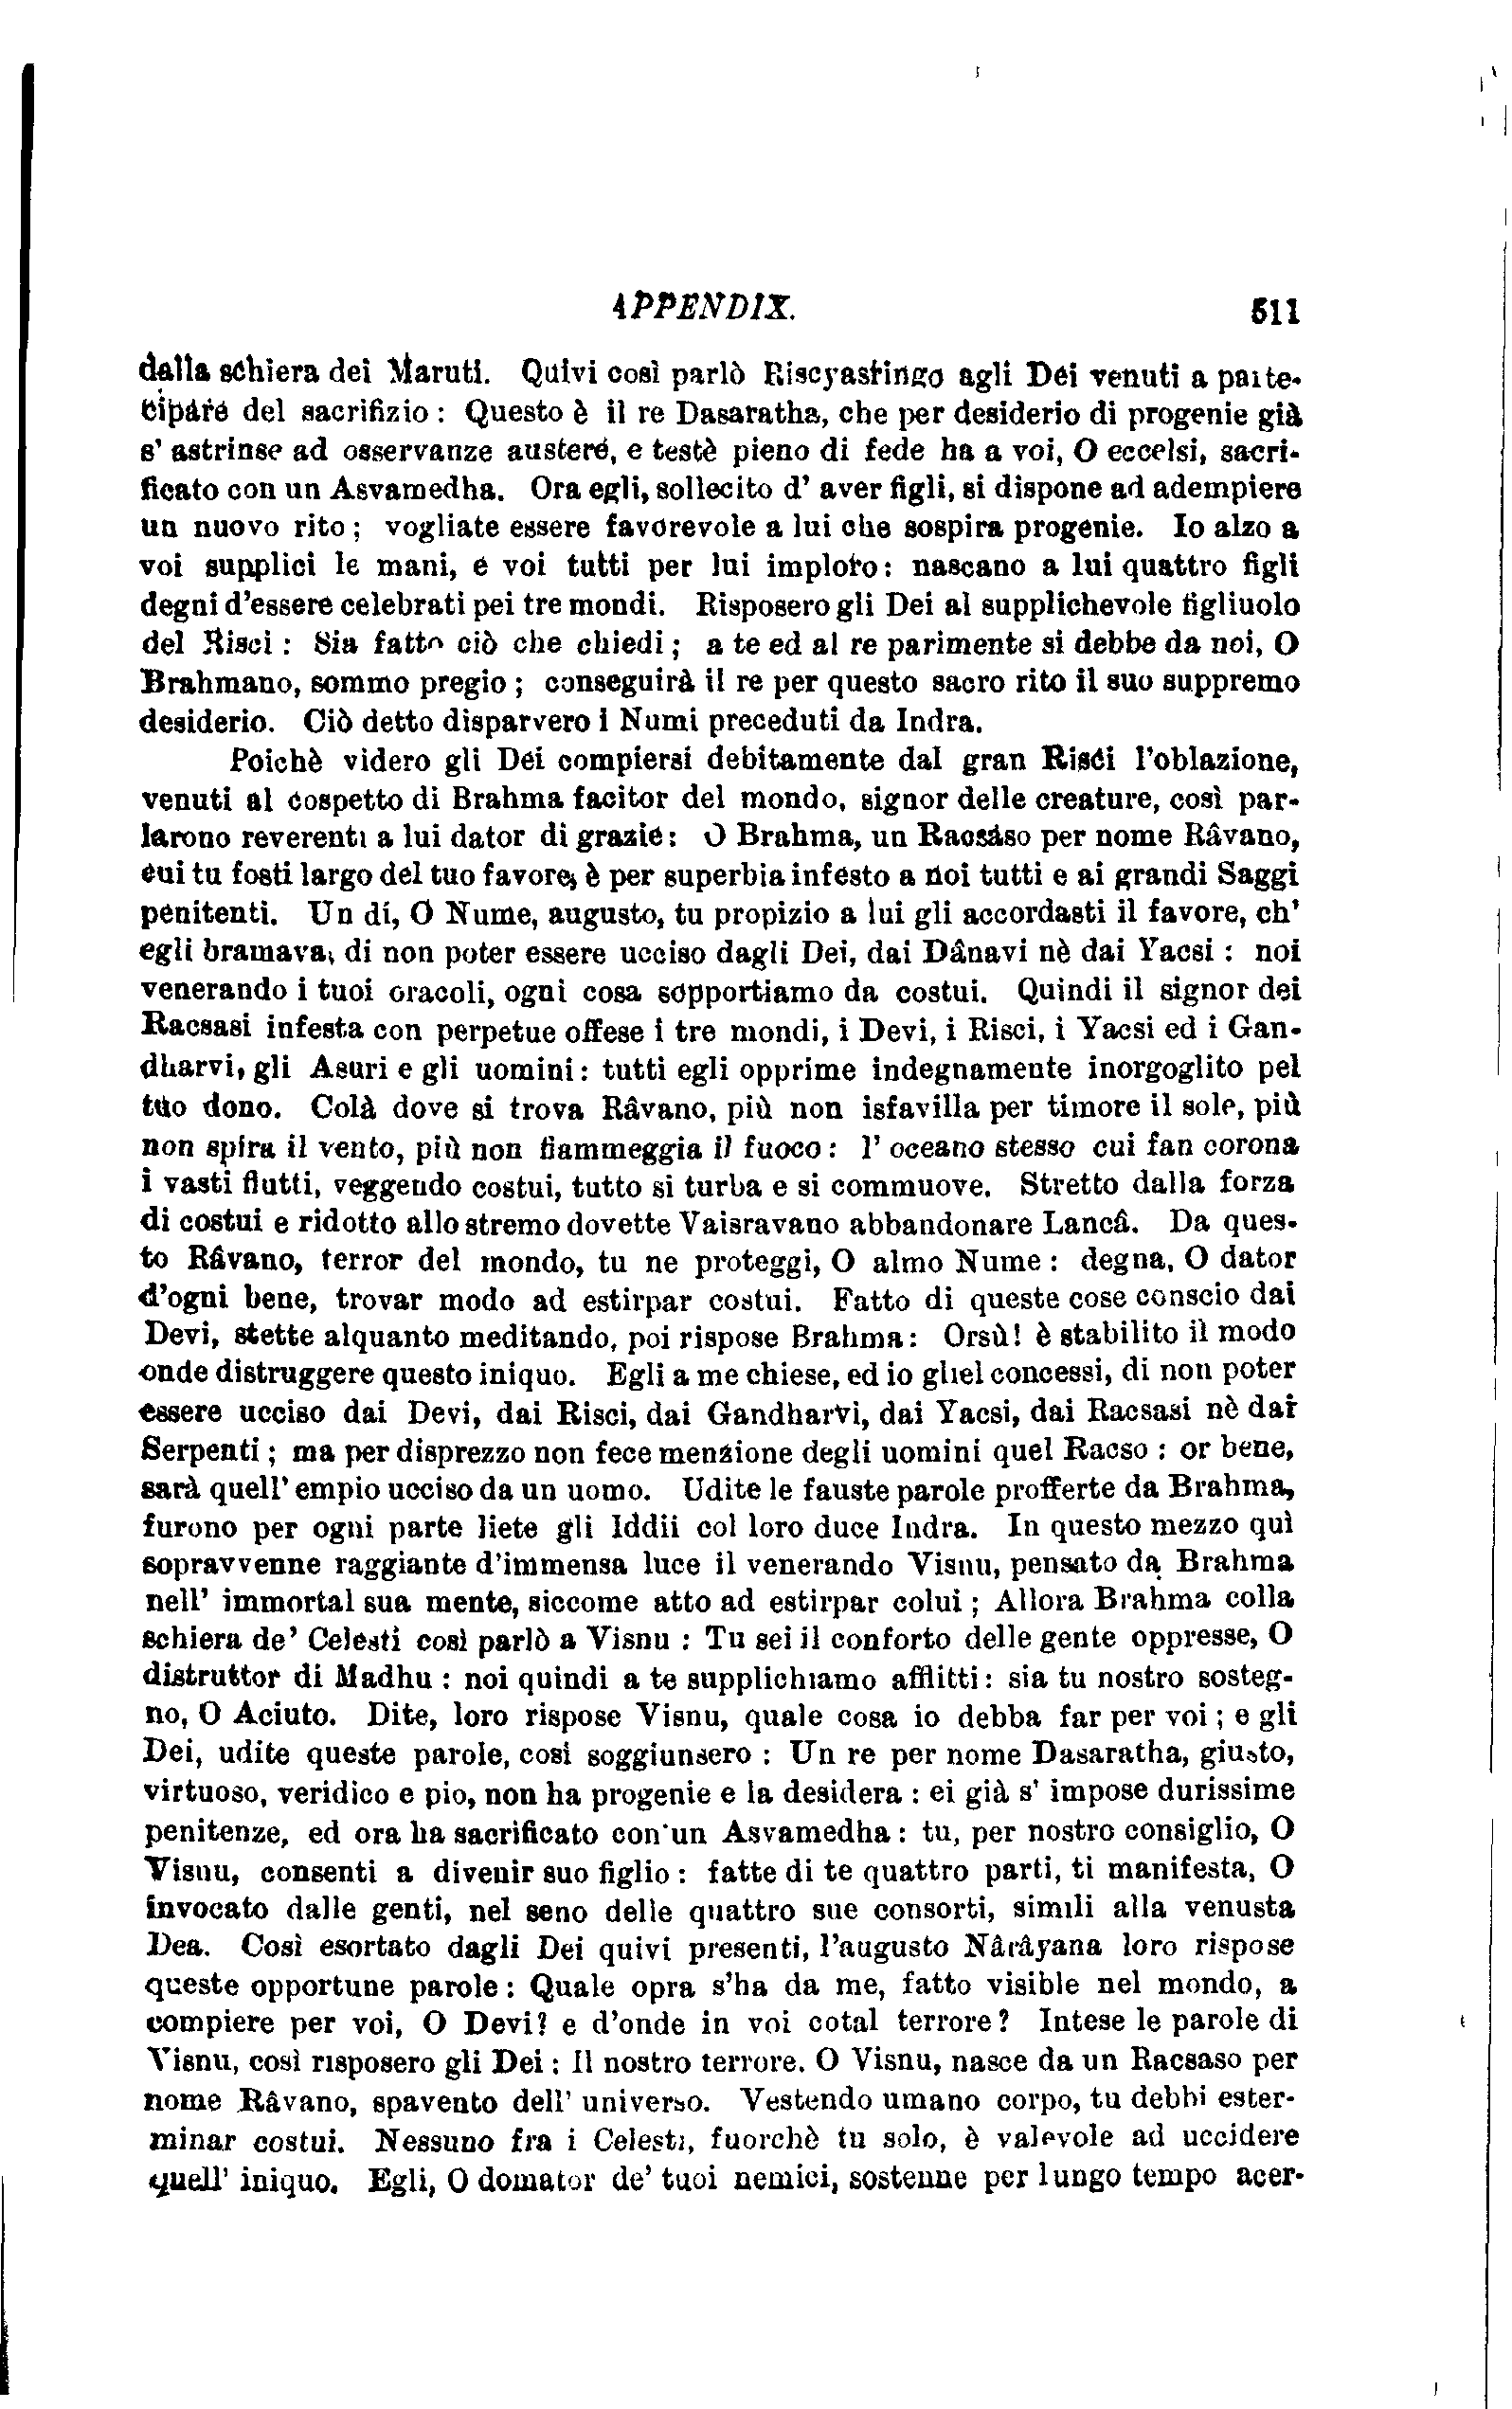 APPENDIX. 511
dalla schiera dei Maruti. Quivi così parlò Riscyasringo agli Dei venuti a parte-
cipare del sacrifizio : Questo è il re Dasaratha, che per desiderio di progenie già
s' astrinse ad osservanze austere, e testè pieno di fede ha a voi, O eccelsi, sacri-
ficato con un Asvamedha. Ora egli, sollecito d' aver figli, si dispone ad adempiere
un nuovo rito ; vogliate essere favorevole a lui che sospira progenie. Io alzo a
voi supplici le mani, e voi tutti per lui imploro: nascano a lui quattro figli
degni d'essere celebrati pei tre mondi. Risposero gli Dei al supplichevole figliuolo
del Risci : Sia fatto ciò che chiedi ; a te ed al re parimente si debbe da noi, O
Brahmano, sommo pregio ; conseguirà il re per questo sacro rito il suo suppremo
desiderio. Ciò detto disparvero i Numi preceduti da Indra.
Poichè videro gli Dei compiersi debitamente dal gran Risci l'oblazione,
venuti al cospetto di Brahma facitor del mondo, signor delle creature, così par-
larono reverenti a lui dator di grazie: O Brahma, un Racsaso per nome Râvano,
cui tu fosti largo del tuo favore, è per superbia infesto a noi tutti e ai grandi Saggi
penitenti. Un dí, O Nume, augusto, tu propizio a lui gli accordasti il favore, ch'
egli bramava, di non poter essere ucciso dagli Dei, dai Dânavi nè dai Yacsi : noi
venerando i tuoi oracoli, ogni cosa sopportiamo da costui. Quindi il signor dei
Racsasi infesta con perpetue offese i tre mondi, i Devi, i Risci, i Yacsi ed i Gan-
dharvi, gli Asuri e gli uomini: tutti egli opprime indegnamente inorgoglito pel
tuo dono. Colà dove si trova Râvano, più non isfavilla per timore il sole, più
non spira il vento, più non fiammeggia il fuoco : l' oceano stesso cui fan corona
i vasti flutti, veggendo costui, tutto si turba e si commuove. Stretto dalla forza
di costui e ridotto allo stremo dovette Vaisravano abbandonare Lancâ. Da ques-
to Râvano, terror del mondo, tu ne proteggi, O almo Nume : degna, O dator
d'ogni bene, trovar modo ad estirpar costui. Fatto di queste cose conscio dai
Devi, stette alquanto meditando, poi rispose Brahma: Orsù! è stabilito il modo
onde distruggere questo iniquo. Egli a me chiese, ed io gliel concessi, di non poter
essere ucciso dai Devi, dai Risci, dai Gandharvi, dai Yacsi, dai Racsasi nè dai
Serpenti ; ma per disprezzo non fece menzione degli uomini quel Racso : or bene,
sarà quell' empio ucciso da un uomo. Udite le fauste parole profferte da Brahma,
furono per ogni parte liete gli Iddii col loro duce Indra. In questo mezzo quì
sopravvenne raggiante d'immensa luce il venerando Visnu, pensato da Brahma
nell' immortal sua mente, siccome atto ad estirpar colui ; Allora Brahma colla
schiera de' Celesti così parlò a Visnu : Tu sei il conforto delle gente oppresse, O
distruttor di Madhu : noi quindi a te supplichiamo afflitti: sia tu nostro sosteg-
no, O Aciuto. Dite, loro rispose Visnu, quale cosa io debba far per voi ; e gli
Dei, udite queste parole, così soggiunsero : Un re per nome Dasaratha, giusto,
virtuoso, veridico e pio, non ha progenie e la desidera : ei già s' impose durissime
penitenze, ed ora ha sacrificato con un Asvamedha : tu, per nostro consiglio, O
Visnu, consenti a divenir suo figlio : fatte di te quattro parti, ti manifesta, O
invocato dalle genti, nel seno delle quattro sue consorti, simili alla venusta
Dea. Così esortato dagli Dei quivi presenti, l'augusto Nârâyana loro rispose
queste opportune parole : Quale opra s'ha da me, fatto visible nel mondo, a
compiere per voi, O Devi? e d'onde in voi cotal terrore? Intese le parole di
Visnu, così risposero gli Dei : Il nostro terrore. O Visnu, nasce da un Racsaso per
nome Râvano, spavento dell' universo. Vestendo umano corpo, tu debbi ester-
minar costui. Nessuno fra i Celesti, fuorchè tu solo, è valevole ad uccidere
quell' iniquo. Egli, O domator de' tuoi nemici, sostenne per lungo tempo acer-